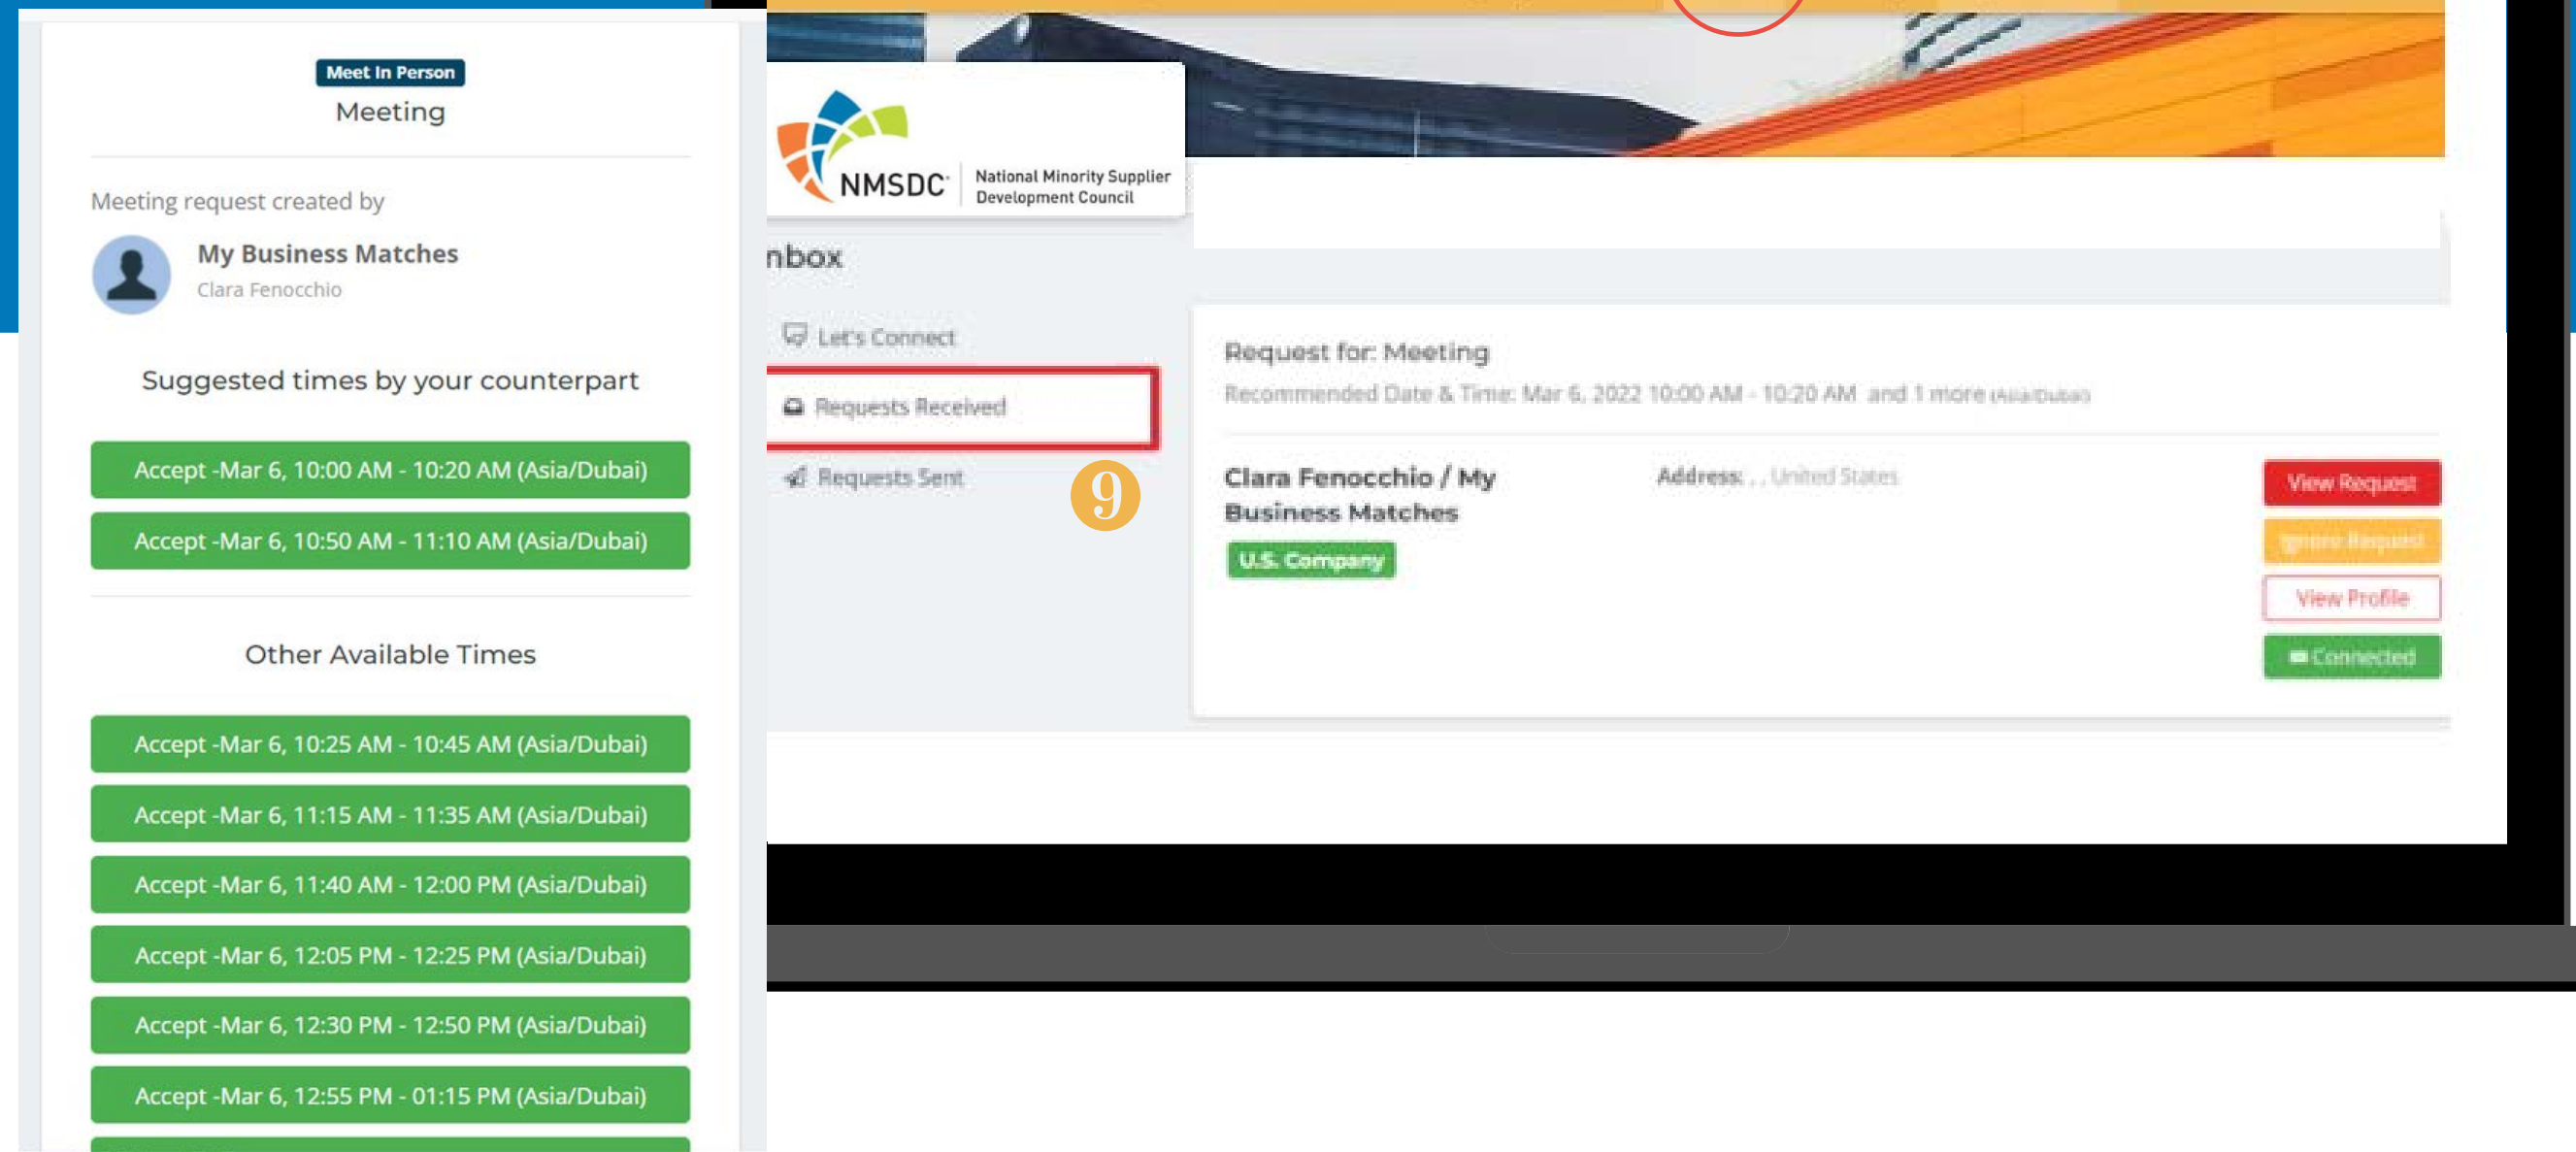 Meet In Person
Meeting
Meeting request created by
My Business Matches
Clara Fenocchio
Suggested times by your counterpart
Accept -Mar 6, 10:00 AM - 10:20 AM (Asia/Dubai)
Accept -Mar 6, 10:50 AM - 11:10 AM (Asia/Dubai)
Other Available Times
Accept -Mar 6, 10:25 AM - 10:45 AM (Asia/Dubai)
Accept -Mar 6, 11:15 AM - 11:35 AM (Asia/Dubai)
Accept -Mar 6, 11:40 AM - 12:00 PM (Asia/Dubai)
Accept -Mar 6, 12:05 PM - 12:25 PM (Asia/Dubai)
Accept -Mar 6, 12:30 PM - 12:50 PM (Asia/Dubai)
Accept -Mar 6, 12:55 PM - 01:15 PM (Asia/Dubai)
NMSDC
National Minority Supplier
Development Council
nbox
Let's Connect
Requests Received
Requests Sent
9
Request for: Meeting
Recommended Date & Time: Mar 6, 2022 10:00 AM - 10:20 AM and 1 more (Asia/Dubai)
Clara Fenocchio / My
Business Matches
U.S. Company
Address: , , United States
View Request
Ignore Request
View Profile
Connected